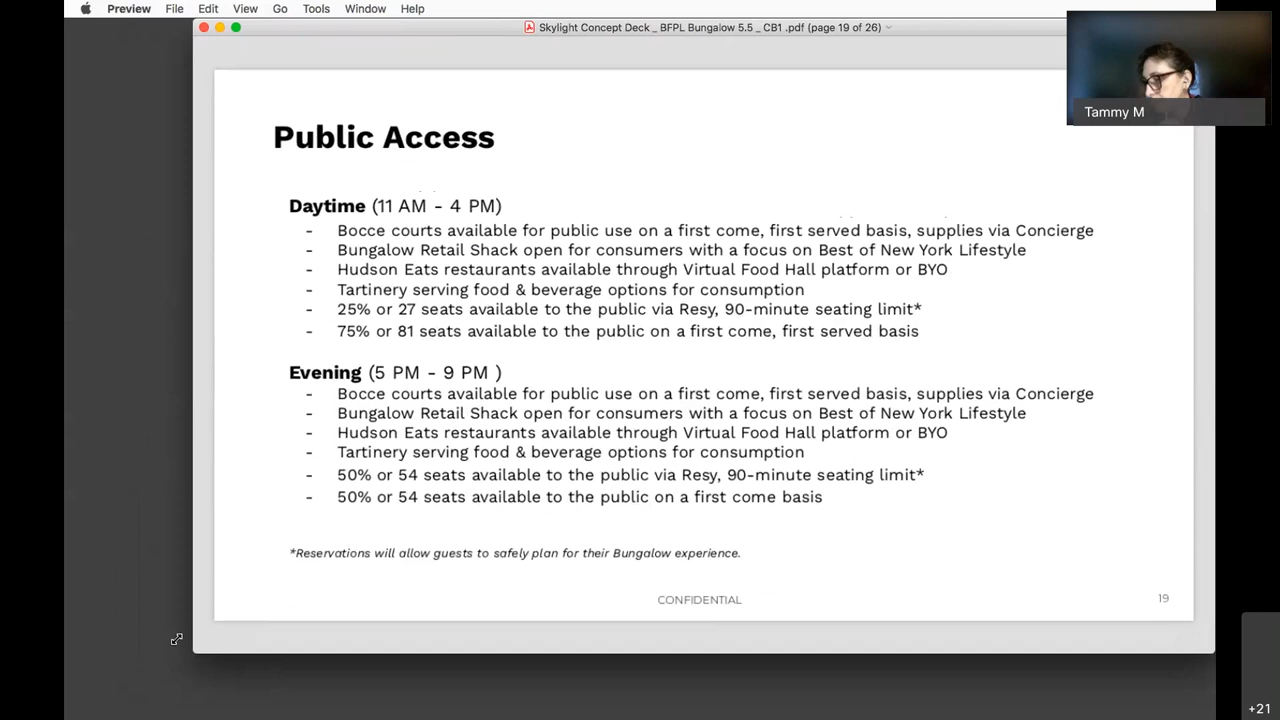 Preview File Edit View Go Tools Window Help
Skylight Concept Deck _ BFPL Bungalow 5.5 _ CB1 .pdf (page 19 of 26)
Tammy M
Public Access
Daytime (11 AM - 4 PM)
- Bocce courts available for public use on a first come, first served basis, supplies via Concierge
- Bungalow Retail Shack open for consumers with a focus on Best of New York Lifestyle
- Hudson Eats restaurants available through Virtual Food Hall platform or BYO
- Tartinery serving food & beverage options for consumption
- 25% or 27 seats available to the public via Resy, 90-minute seating limit*
- 75% or 81 seats available to the public on a first come, first served basis
Evening (5 PM - 9 PM )
- Bocce courts available for public use on a first come, first served basis, supplies via Concierge
- Bungalow Retail Shack open for consumers with a focus on Best of New York Lifestyle
- Hudson Eats restaurants available through Virtual Food Hall platform or BYO
- Tartinery serving food & beverage options for consumption
- 50% or 54 seats available to the public via Resy, 90-minute seating limit*
- 50% or 54 seats available to the public on a first come basis
*Reservations will allow guests to safely plan for their Bungalow experience.
CONFIDENTIAL
19
+21